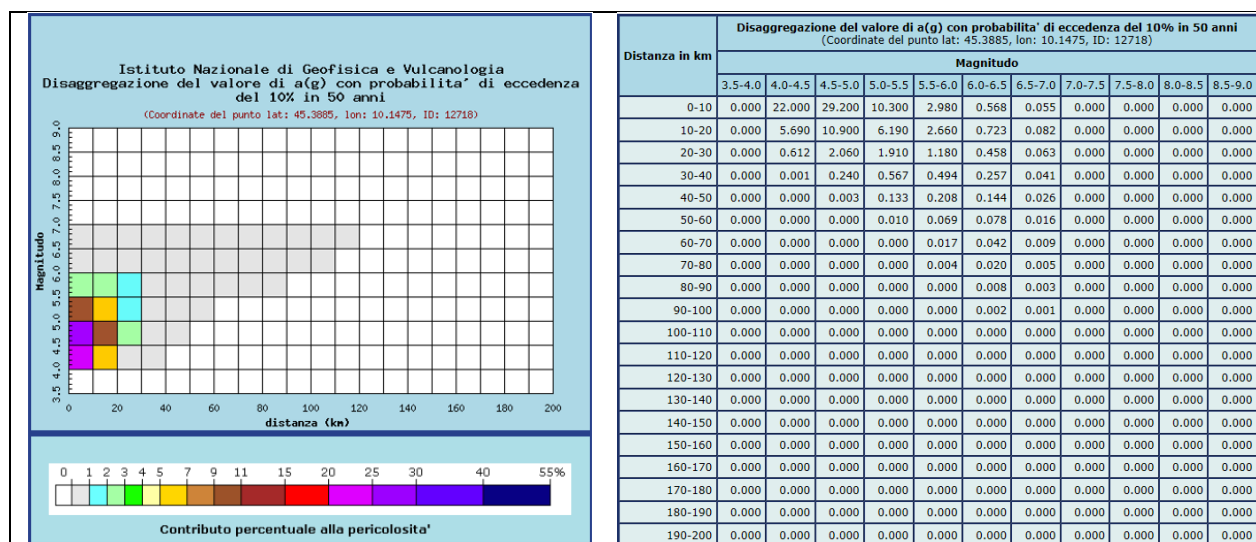 Istituto Nazionale di Geofisica e Vulcanologia
Disaggregazione del valore di a(g) con probabilita' di eccedenza
del 10% in 50 anni
(Coordinate del punto lat: 45.3885, lon: 10.1475, ID: 12718)
Magnitudo
9.0
8.5
8.0
7.5
7.0
6.5
6.0
5.5
5.0
4.5
4.0
3.5
0 20 40 60 80 100 120 140 160 180 200
distanza (km)
0 1 2 3 4 5 7 9 11 15 20 25 30 40 55%
Contributo percentuale alla pericolosita'
Distanza in km
Disaggregazione del valore di a(g) con probabilita' di eccedenza del 10% in 50 anni
(Coordinate del punto lat: 45.3885, lon: 10.1475, ID: 12718)
Magnitudo
3.5-4.0 4.0-4.5 4.5-5.0 5.0-5.5 5.5-6.0 6.0-6.5 6.5-7.0 7.0-7.5 7.5-8.0 8.0-8.5 8.5-9.0
0-10 0.000 22.000 29.200 10.300 2.980 0.568 0.055 0.000 0.000 0.000 0.000
10-20 0.000 5.690 10.900 6.190 2.660 0.723 0.082 0.000 0.000 0.000 0.000
20-30 0.000 0.612 2.060 1.910 1.180 0.458 0.063 0.000 0.000 0.000 0.000
30-40 0.000 0.001 0.240 0.567 0.494 0.257 0.041 0.000 0.000 0.000 0.000
40-50 0.000 0.000 0.003 0.133 0.208 0.144 0.026 0.000 0.000 0.000 0.000
50-60 0.000 0.000 0.000 0.010 0.069 0.078 0.016 0.000 0.000 0.000 0.000
60-70 0.000 0.000 0.000 0.000 0.017 0.042 0.009 0.000 0.000 0.000 0.000
70-80 0.000 0.000 0.000 0.000 0.004 0.020 0.005 0.000 0.000 0.000 0.000
80-90 0.000 0.000 0.000 0.000 0.000 0.008 0.003 0.000 0.000 0.000 0.000
90-100 0.000 0.000 0.000 0.000 0.000 0.002 0.001 0.000 0.000 0.000 0.000
100-110 0.000 0.000 0.000 0.000 0.000 0.000 0.000 0.000 0.000 0.000 0.000
110-120 0.000 0.000 0.000 0.000 0.000 0.000 0.000 0.000 0.000 0.000 0.000
120-130 0.000 0.000 0.000 0.000 0.000 0.000 0.000 0.000 0.000 0.000 0.000
130-140 0.000 0.000 0.000 0.000 0.000 0.000 0.000 0.000 0.000 0.000 0.000
140-150 0.000 0.000 0.000 0.000 0.000 0.000 0.000 0.000 0.000 0.000 0.000
150-160 0.000 0.000 0.000 0.000 0.000 0.000 0.000 0.000 0.000 0.000 0.000
160-170 0.000 0.000 0.000 0.000 0.000 0.000 0.000 0.000 0.000 0.000 0.000
170-180 0.000 0.000 0.000 0.000 0.000 0.000 0.000 0.000 0.000 0.000 0.000
180-190 0.000 0.000 0.000 0.000 0.000 0.000 0.000 0.000 0.000 0.000 0.000
190-200 0.000 0.000 0.000 0.000 0.000 0.000 0.000 0.000 0.000 0.000 0.000